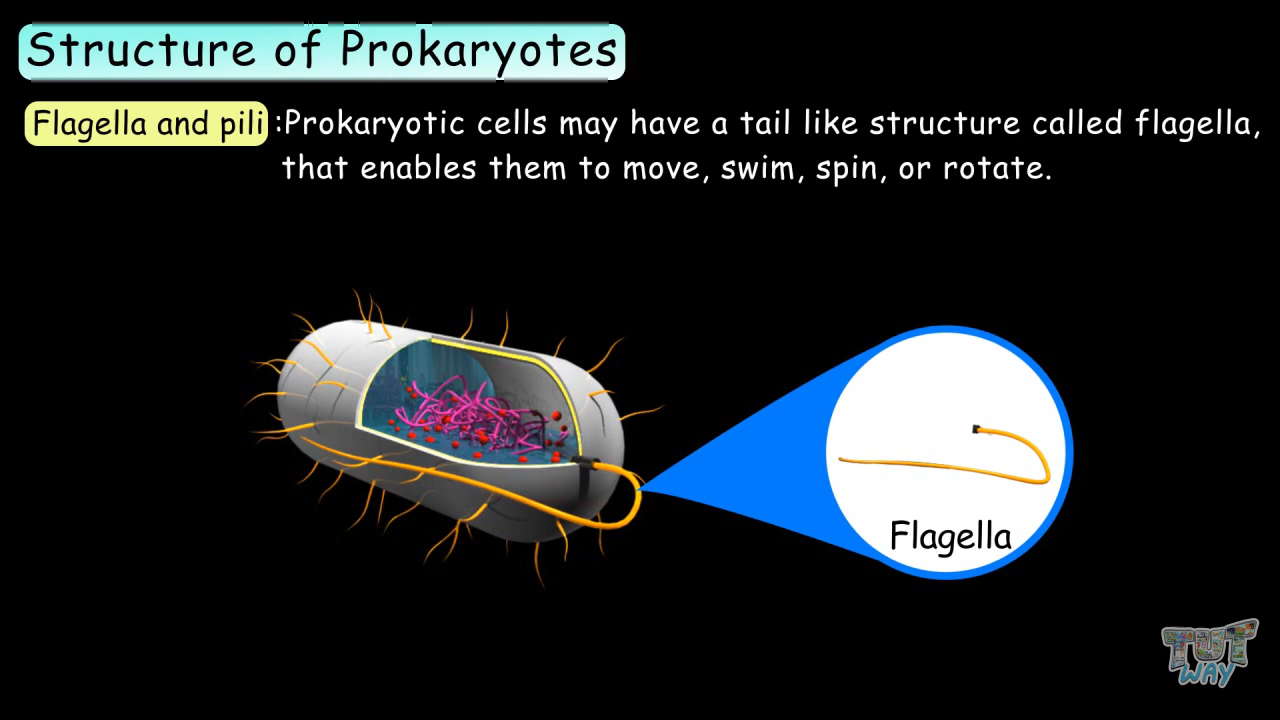 Structure of Prokaryotes
Flagella and pili :Prokaryotic cells may have a tail like structure called flagella,
that enables them to move, swim, spin, or rotate.
Flagella
TUT
WAY